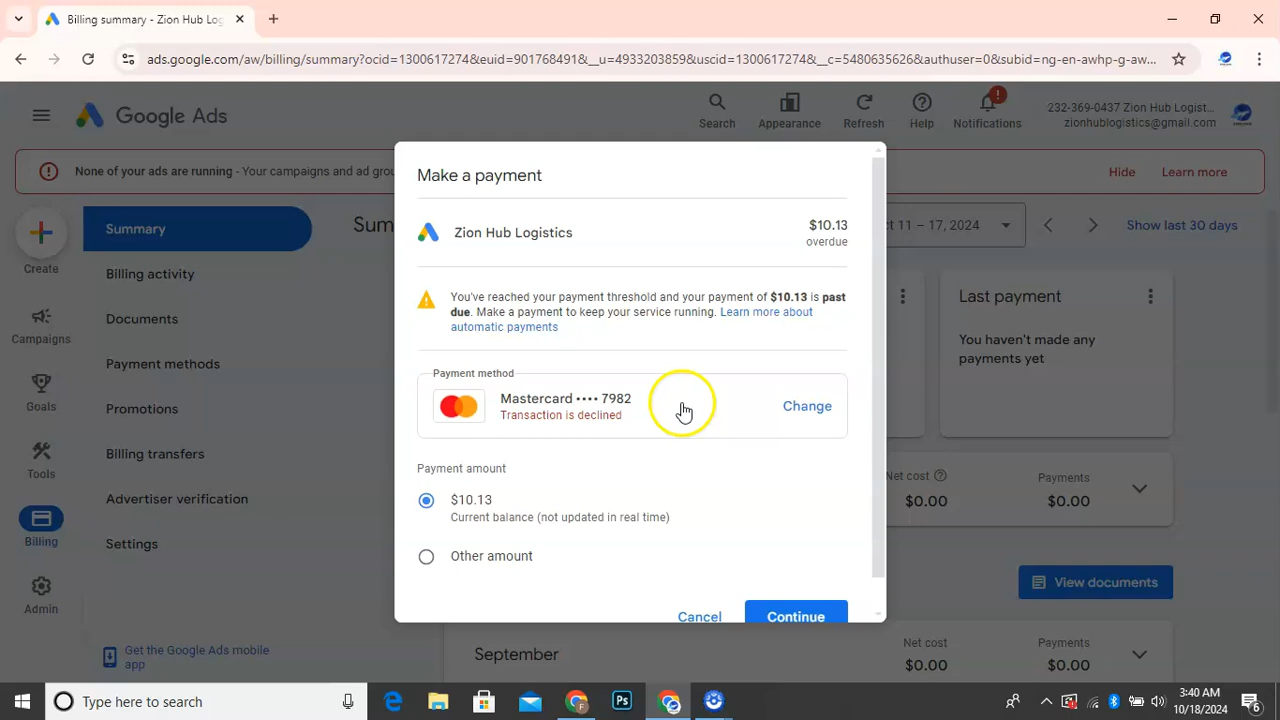 Billing summary - Zion Hub Log
ads.google.com/aw/billing/summary?ocid=1300617274&euid=971768491&__u=4933203859&uscid=1300617274&__c=5480635626&authuser=0&subid=ng-en-awhp-g-aw...
Google Ads
Search
Appearance
Refresh
Help
!
Notifications
232-369-0437 Zion Hub Logist...
zionhublogistics@gmail.com
None of your ads are running - Your campaigns and ad grou
Hide
Learn more
Create
Campaigns
Goals
Tools
Billing
Admin
Summary
Billing activity
Documents
Payment methods
Promotions
Billing transfers
Advertiser verification
Settings
Get the Google Ads mobile
app
Sum
ct 11 – 17, 2024
Show last 30 days
Last payment
You haven't made any
payments yet
Net cost
$0.00
Payments
$0.00
View documents
September
Net cost
$0.00
Payments
$0.00
Make a payment
Zion Hub Logistics
$10.13
overdue
You've reached your payment threshold and your payment of $10.13 is past
due. Make a payment to keep your service running. Learn more about
automatic payments
Payment method
Mastercard •••• 7982
Transaction is declined
Change
Payment amount
$10.13
Current balance (not updated in real time)
Other amount
Cancel
Continue
Type here to search
Ps
3:40 AM
10/18/2024
6